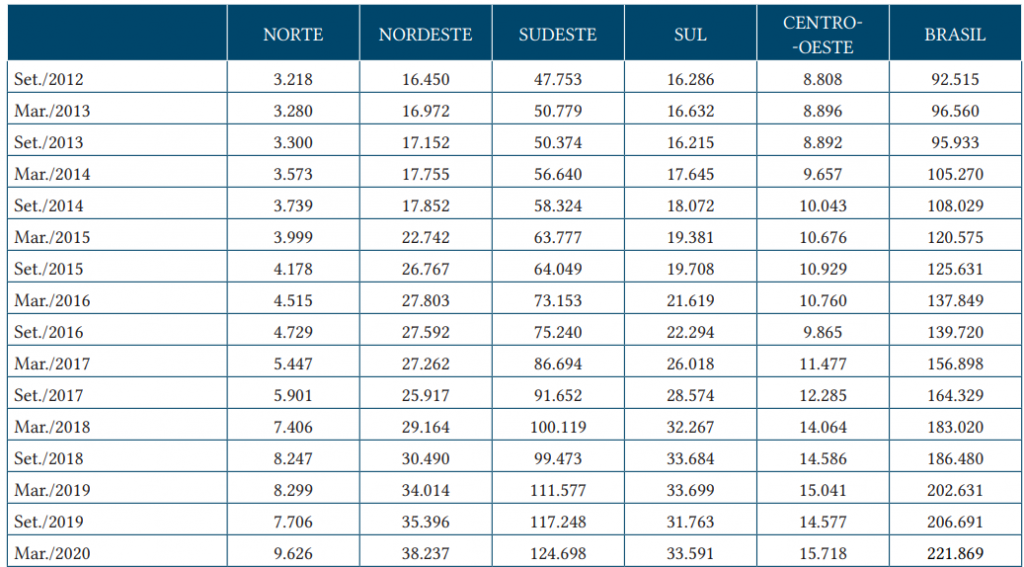 NORTE NORDESTE SUDESTE SUL CENTRO-
-OESTE BRASIL
Set./2012 3.218 16.450 47.753 16.286 8.808 92.515
Mar./2013 3.280 16.972 50.779 16.632 8.896 96.560
Set./2013 3.300 17.152 50.374 16.215 8.892 95.933
Mar./2014 3.573 17.755 56.640 17.645 9.657 105.270
Set./2014 3.739 17.852 58.324 18.072 10.043 108.029
Mar./2015 3.999 22.742 63.777 19.381 10.676 120.575
Set./2015 4.178 26.767 64.049 19.708 10.929 125.631
Mar./2016 4.515 27.803 73.153 21.619 10.760 137.849
Set./2016 4.729 27.592 75.240 22.294 9.865 139.720
Mar./2017 5.447 27.262 86.694 26.018 11.477 156.898
Set./2017 5.901 25.917 91.652 28.574 12.285 164.329
Mar./2018 7.406 29.164 100.119 32.267 14.064 183.020
Set./2018 8.247 30.490 99.473 33.684 14.586 186.480
Mar./2019 8.299 34.014 111.577 33.699 15.041 202.631
Set./2019 7.706 35.396 117.248 31.763 14.577 206.691
Mar./2020 9.626 38.237 124.698 33.591 15.718 221.869